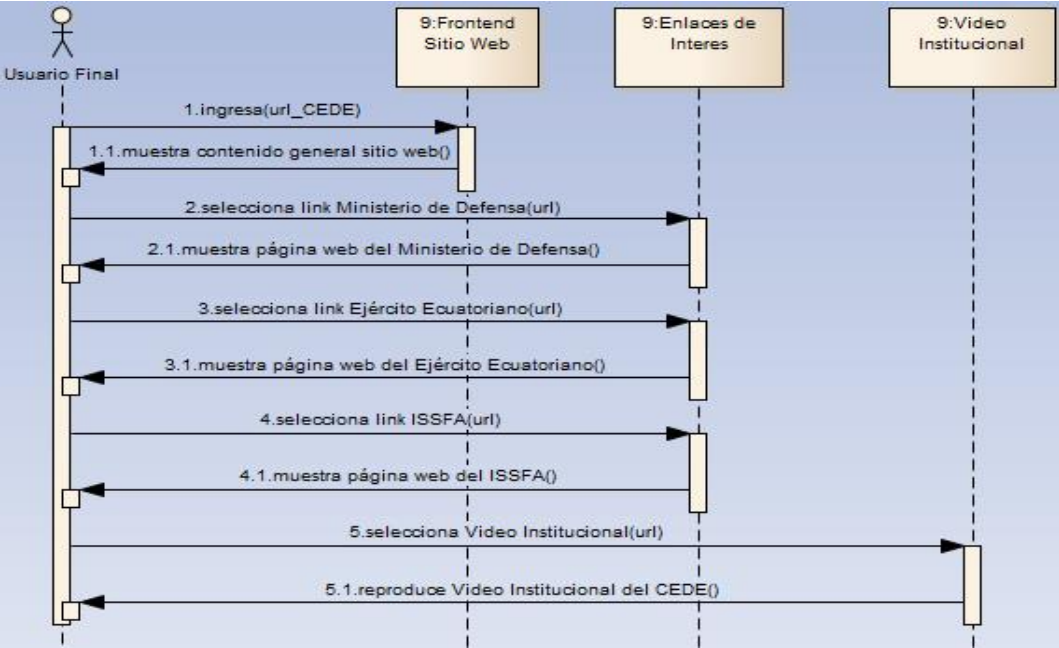 9:Frontend
Sitio Web
9:Enlaces de
Interes
9:Video
Institucional
Usuario Final
1.ingresa(url_CEDE)
1.1.muestra contenido general sitio web()
2.selecciona link Ministerio de Defensa(url)
2.1.muestra página web del Ministerio de Defensa()
3.selecciona link Ejército Ecuatoriano(url)
3.1.muestra página web del Ejército Ecuatoriano()
4.selecciona link ISSFA(url)
4.1.muestra página web del ISSFA()
5.selecciona Video Institucional(url)
5.1.reproduce Video Institucional del CEDE()